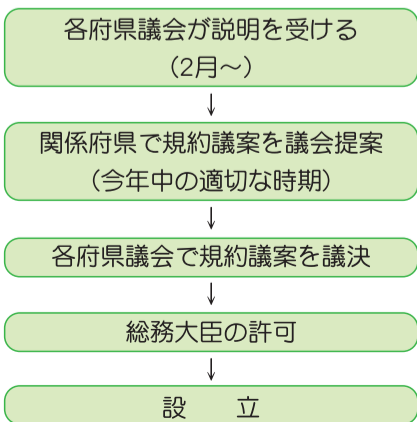 各府県議会が説明を受ける
（2月～）
↓
関係府県で規約議案を議会提案
（今年中の適切な時期）
↓
各府県議会で規約議案を議決
↓
総務大臣の許可
↓
設　　立